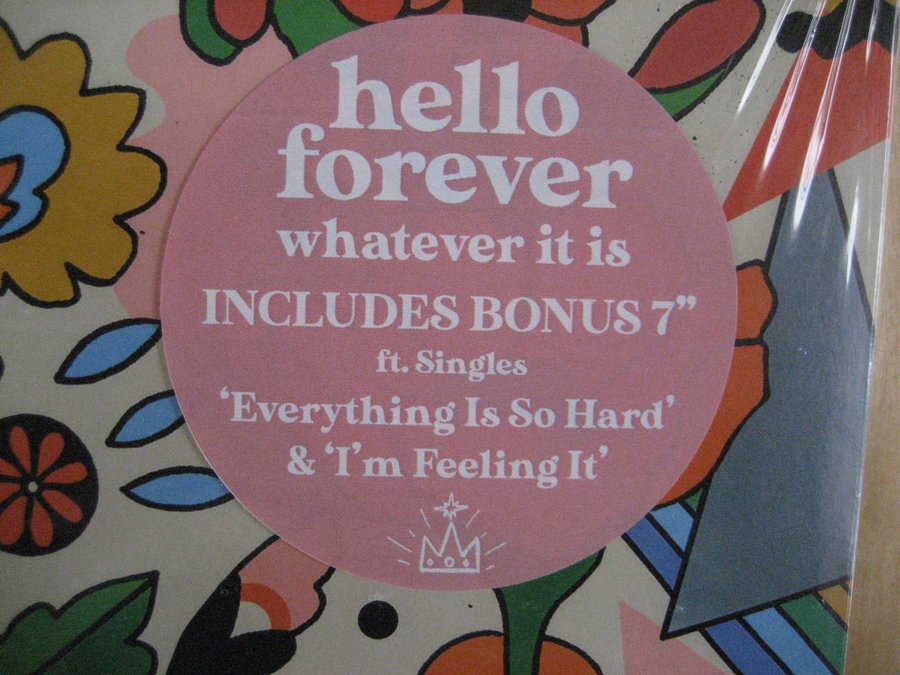 hello
forever
whatever it is
INCLUDES BONUS 7”
ft. Singles
‘Everything Is So Hard’
& ‘I’m Feeling It’